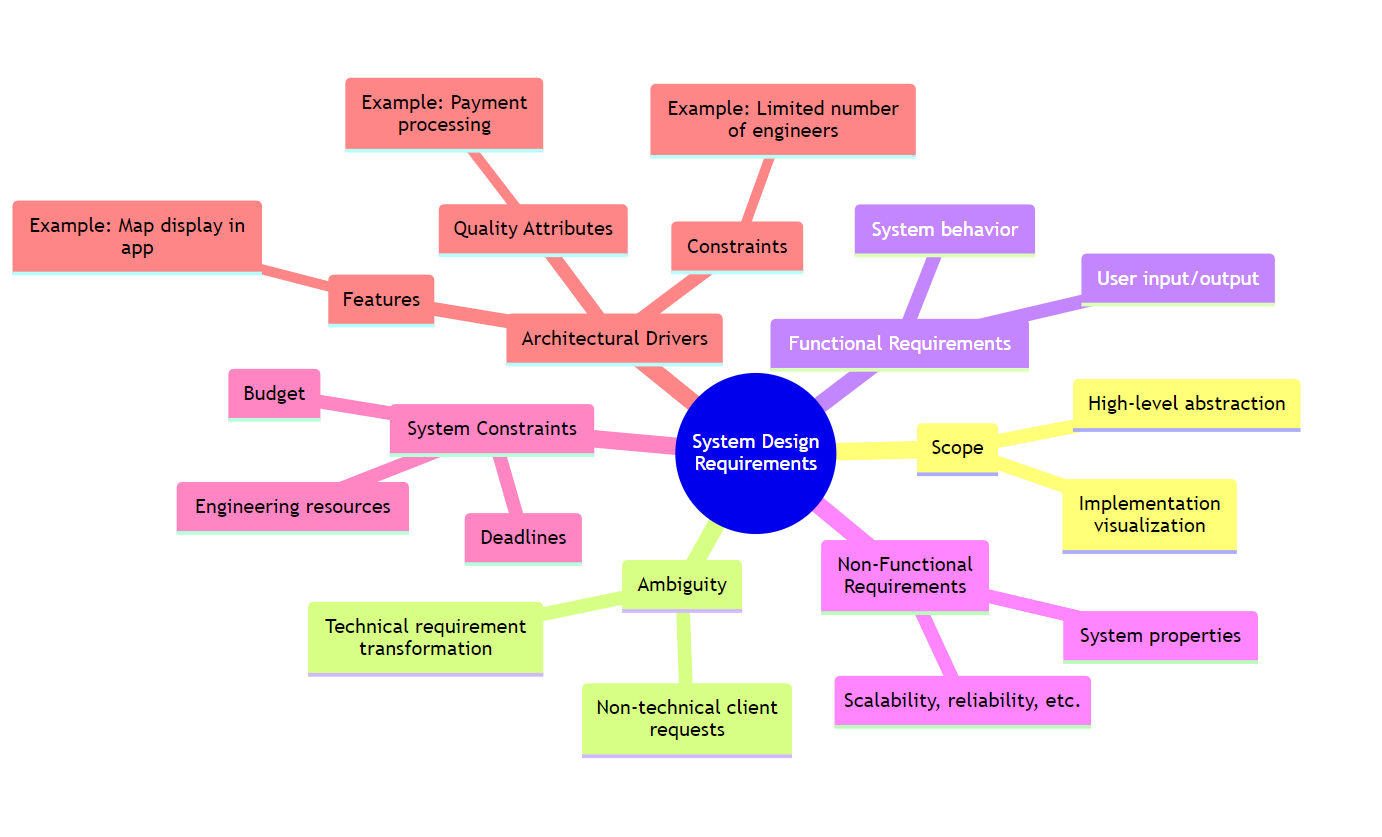 Example: Payment
processing
Example: Limited number
of engineers
Example: Map display in
app
Quality Attributes
Constraints
System behavior
User input/output
Features
Architectural Drivers
Functional Requirements
Budget
System Constraints
System Design
Requirements
Scope
High-level abstraction
Engineering resources
Deadlines
Implementation
visualization
Ambiguity
Non-Functional
Requirements
Technical requirement
transformation
System properties
Non-technical client
requests
Scalability, reliability, etc.